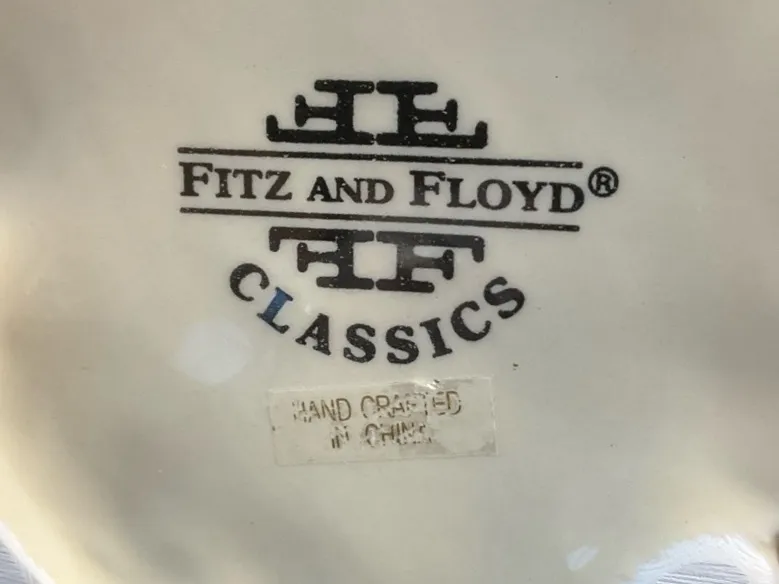 FITZ AND FLOYD®
CLASSICS
HAND CRAFTED
IN CHINA